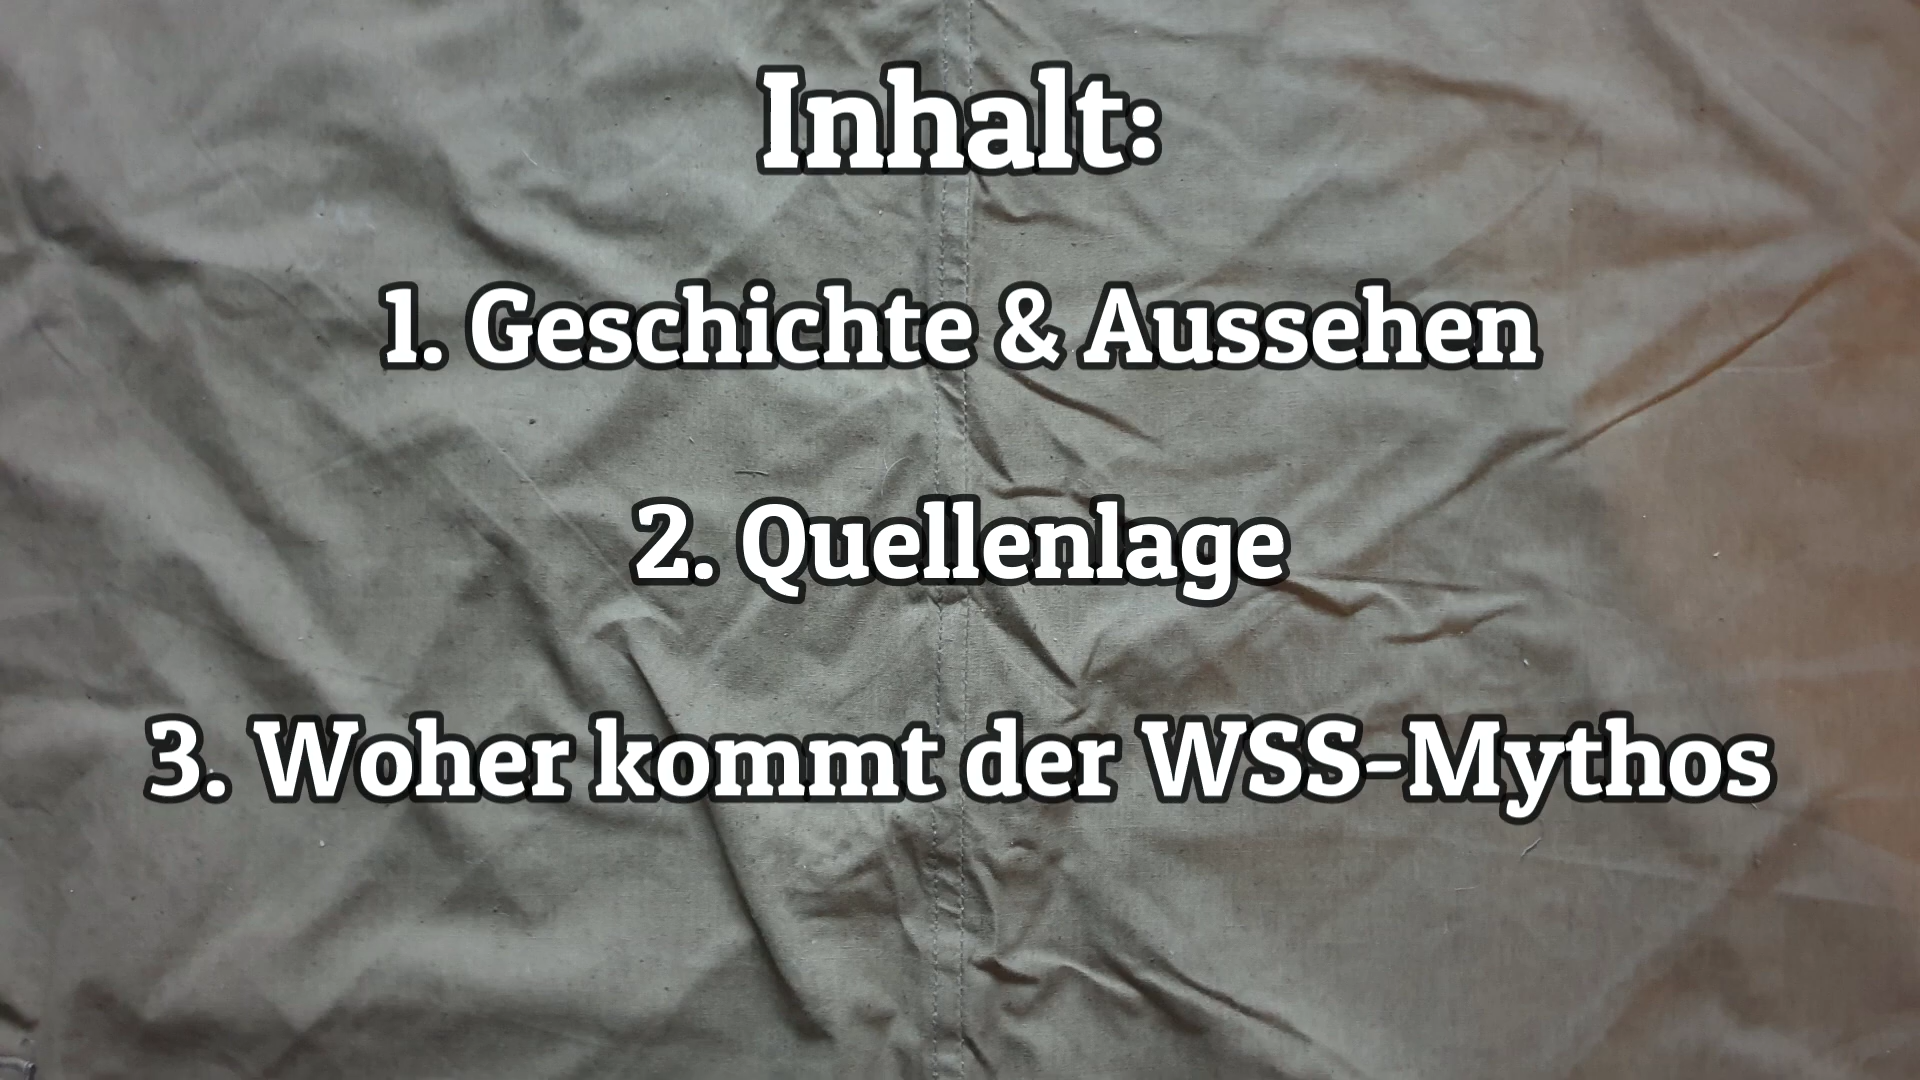 Inhalt:
1. Geschichte & Aussehen
2. Quellenlage
3. Woher kommt der WSS-Mythos